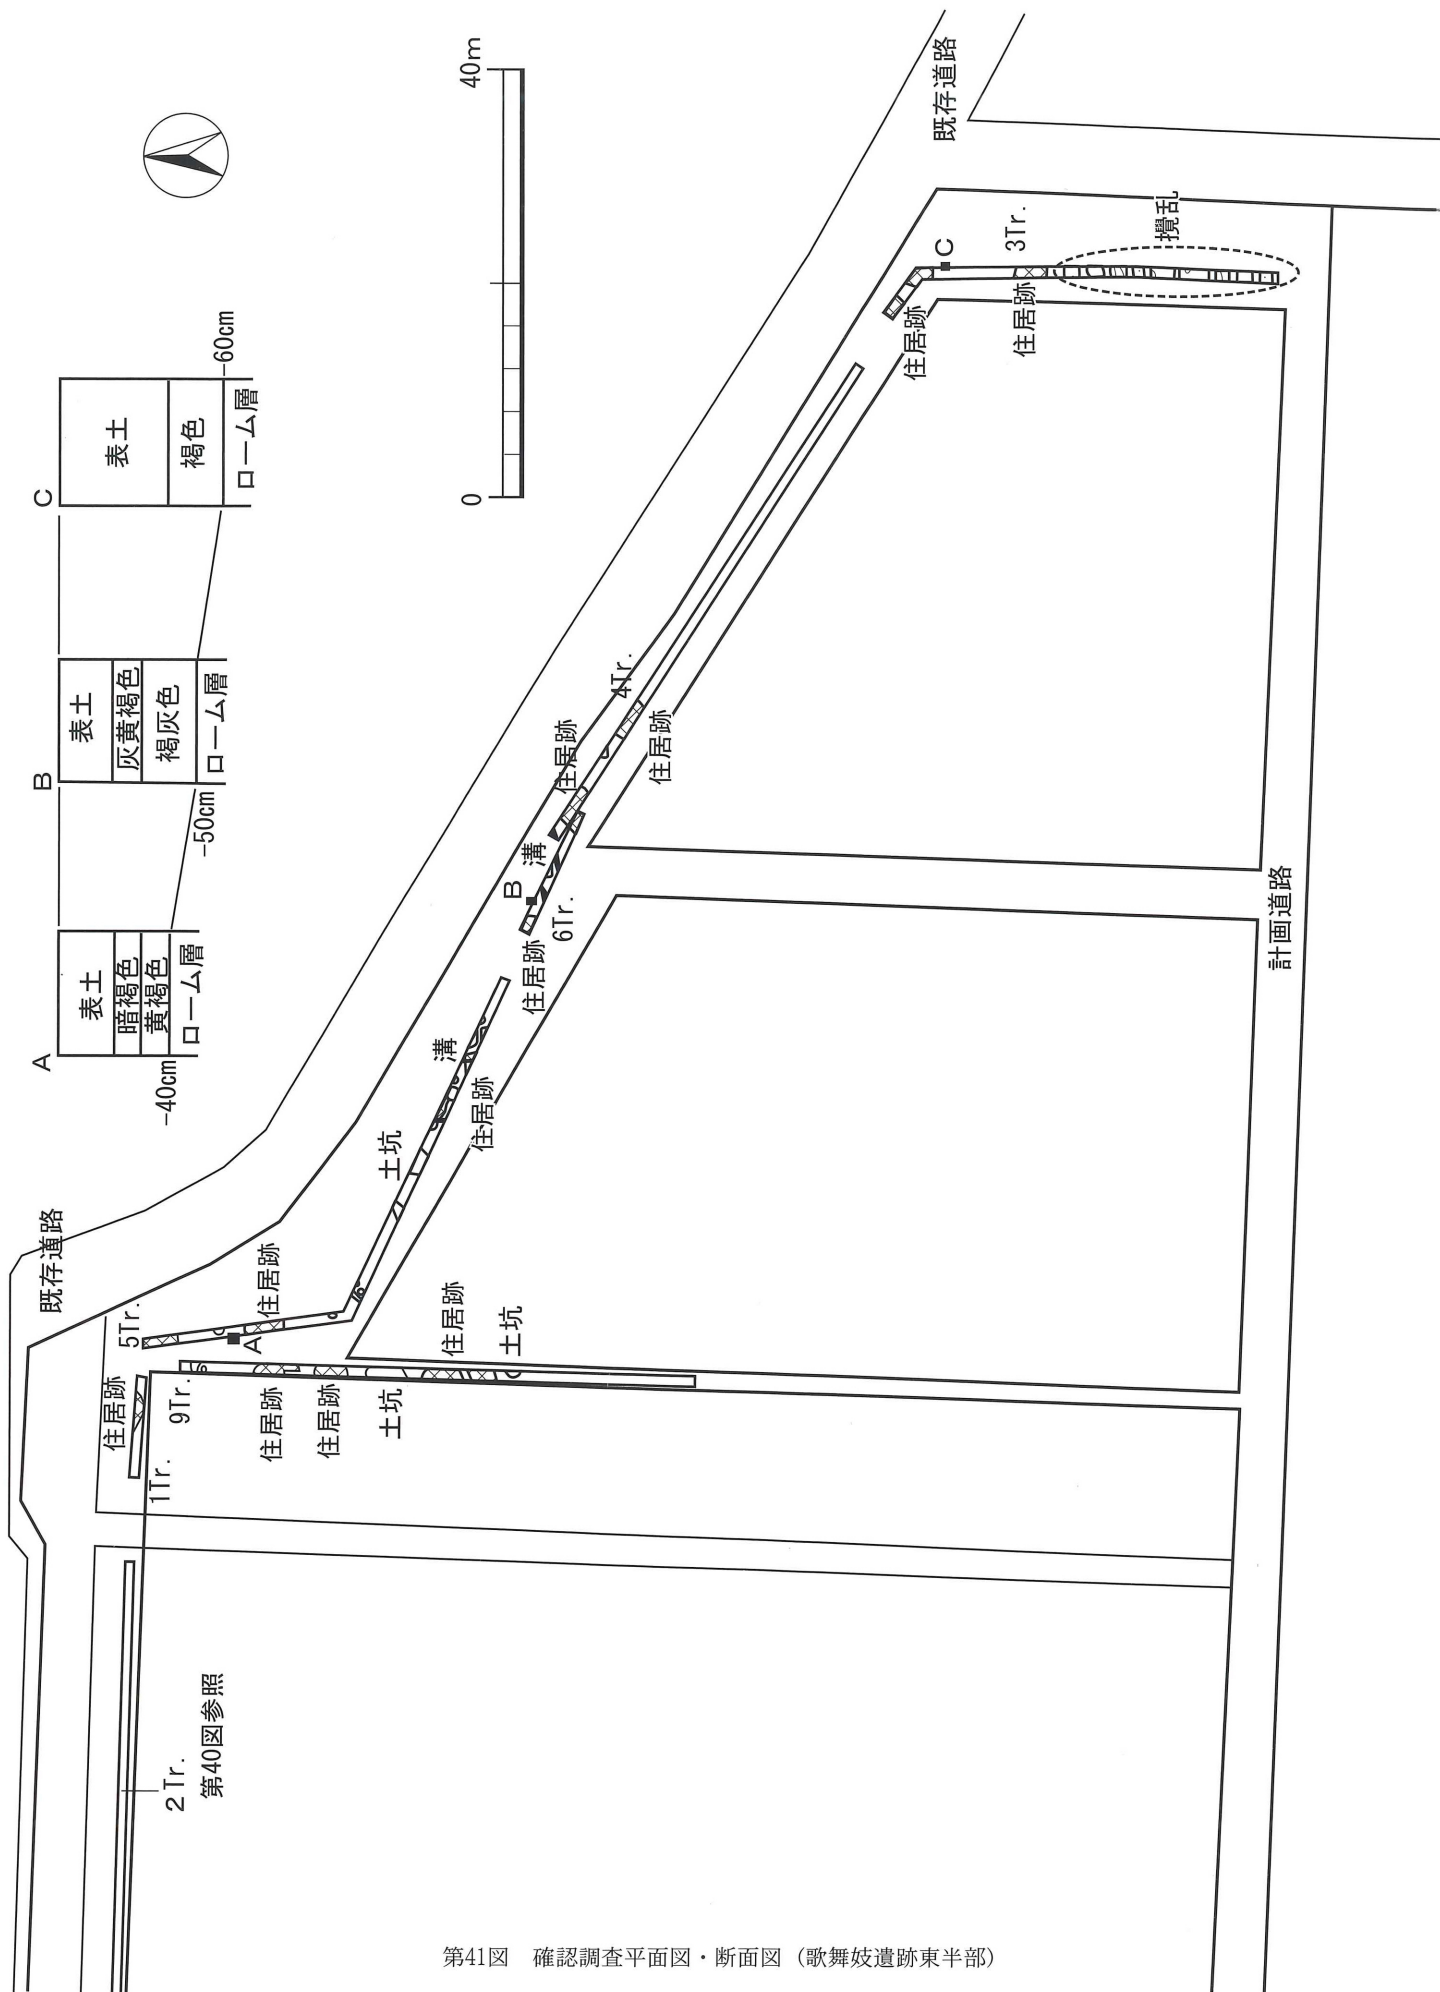 A
表土
暗褐色
黄褐色
ローム層
-40cm
B
表土
灰黄褐色
褐灰色
ローム層
-50cm
C
表土
褐色
ローム層
-60cm
0
40m
既存道路
既存道路
計画道路
2Tr.
第40図参照
1Tr.
住居跡
9Tr.
住居跡
住居跡
土坑
住居跡
土坑
5Tr.
A
住居跡
土坑
溝
住居跡
B
溝
6Tr.
住居跡
住居跡
4Tr.
住居跡
C
3Tr.
住居跡
住居跡
攪乱
第41図　確認調査平面図・断面図（歌舞妓遺跡東半部）